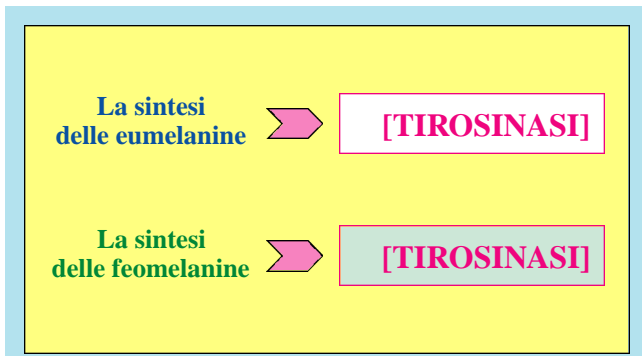 La sintesi
delle eumelanine
[TIROSINASI]
La sintesi
delle feomelanine
[TIROSINASI]